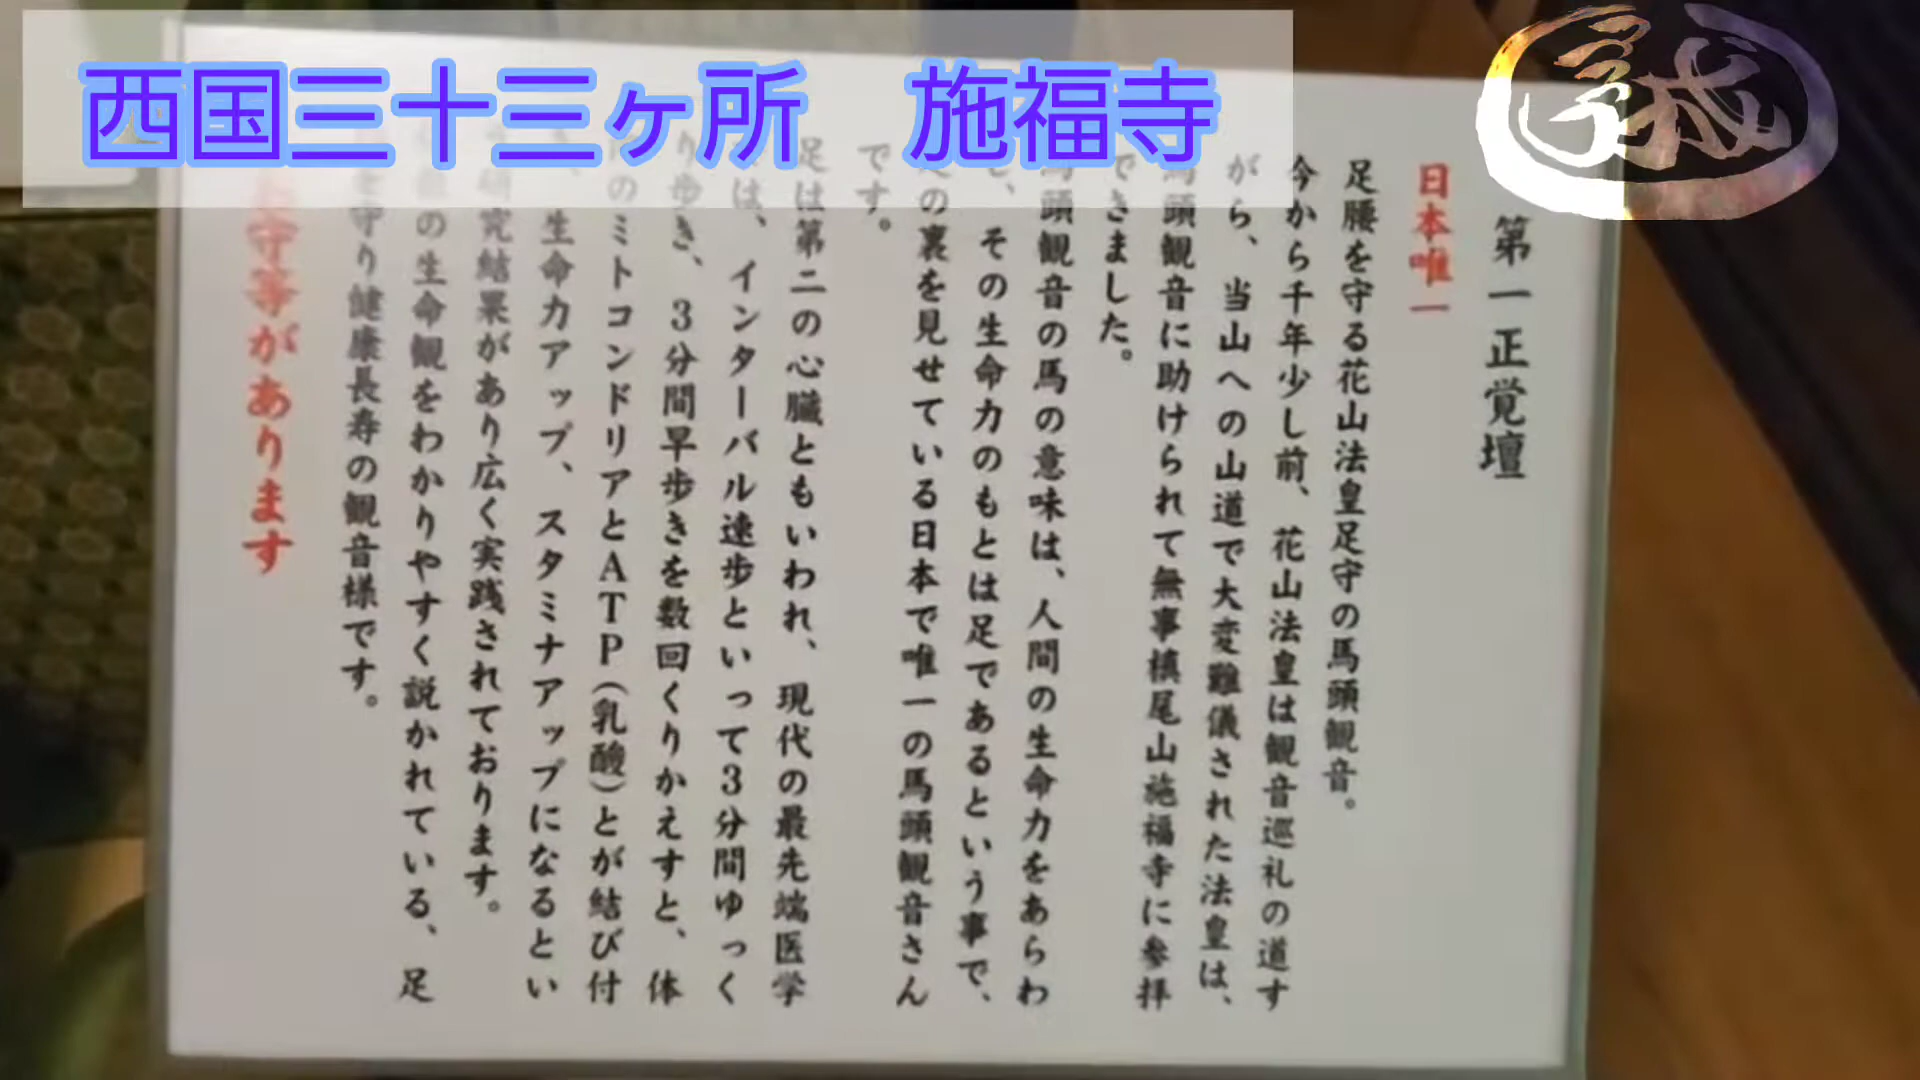 西国三十三ヶ所 施福寺
誠
第一正覚壇
日本唯一
足腰を守る花山法皇足守の馬頭観音。
今から千年少し前、花山法皇は観音巡礼の道す
がら、当山への山道で大変難儀された法皇は、
馬頭観音に助けられて無事槙尾山施福寺に参拝
できました。
馬頭観音の馬の意味は、人間の生命力をあらわ
し、その生命力のもとは足であるという事で、
の裏を見せている日本で唯一の馬頭観音さん
です。
足は第二の心臓ともいわれ、現代の最先端医学
は、インターバル速歩といって3分間ゆっく
り歩き、3分間早歩きを数回くりかえすと、体
のミトコンドリアとATP(乳酸)とが結び付
生命力アップ、スタミナアップになるとい
研究結果があり広く実践されております。
の生命観をわかりやすく説かれている、足
を守り健康長寿の観音様です。
守等があります